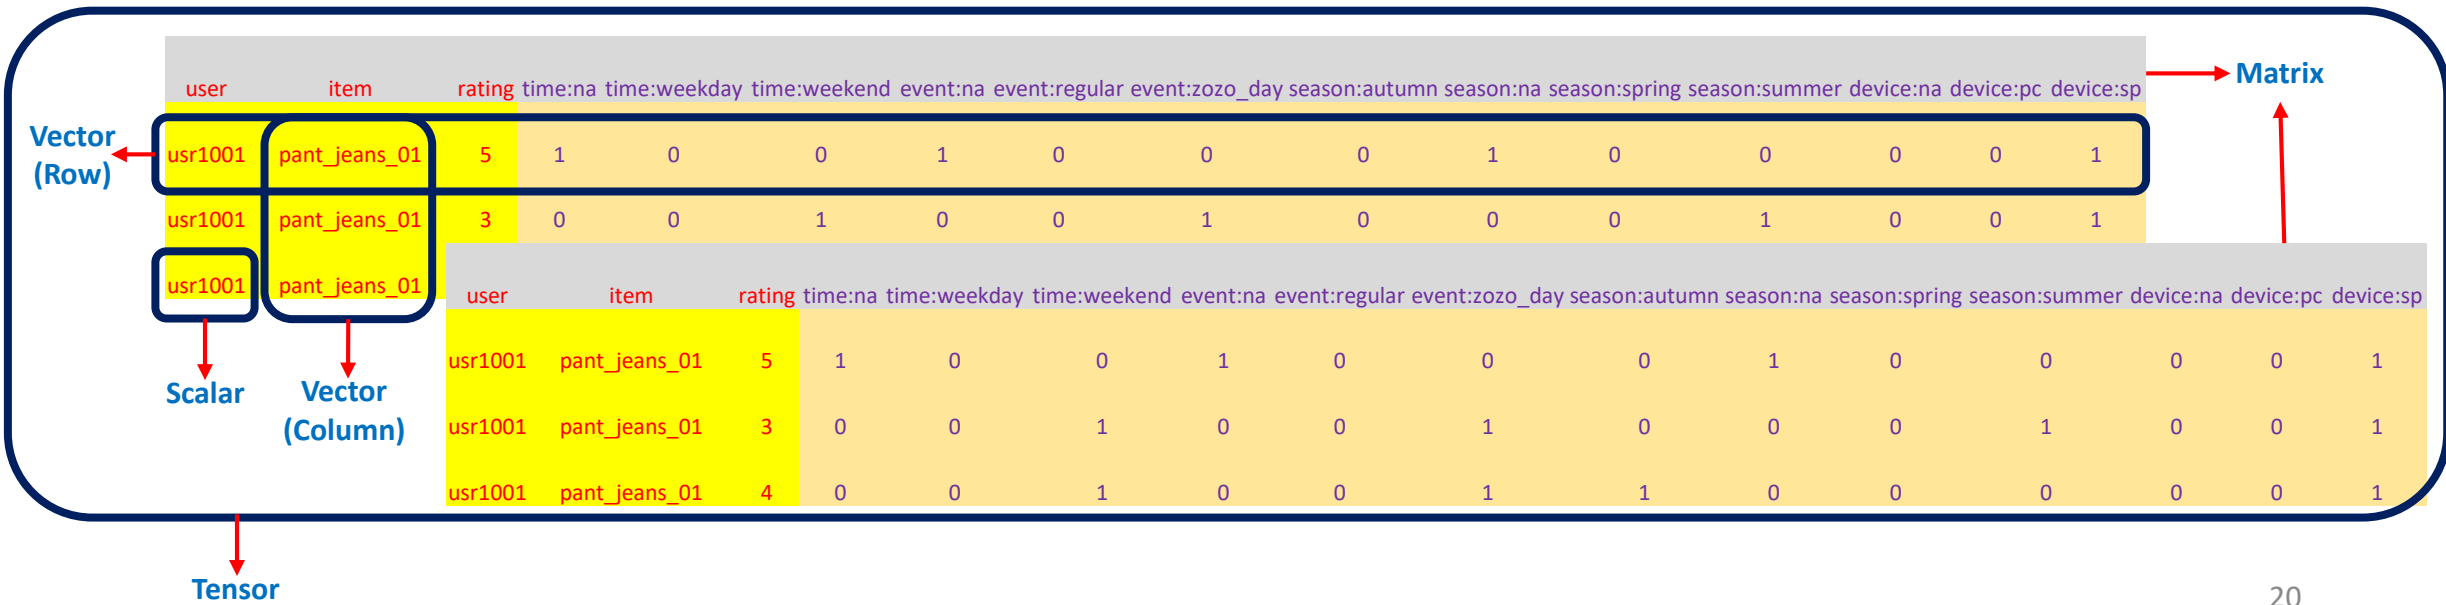 user item rating time:na time:weekday time:weekend event:na event:regular event:zozo_day season:autumn season:na season:spring season:summer device:na device:pc device:sp
Matrix
Vector
(Row)
usr1001 pant_jeans_01 5 1 0 0 1 0 0 0 1 0 0 0 0 1
usr1001 pant_jeans_01 3 0 0 1 0 0 1 0 0 0 1 0 0 1
usr1001 pant_jeans_01
user item rating time:na time:weekday time:weekend event:na event:regular event:zozo_day season:autumn season:na season:spring season:summer device:na device:pc device:sp
usr1001 pant_jeans_01 5 1 0 0 1 0 0 0 1 0 0 0 0 1
usr1001 pant_jeans_01 3 0 0 1 0 0 1 0 0 0 1 0 0 1
usr1001 pant_jeans_01 4 0 0 1 0 0 1 1 0 0 0 0 0 1
Scalar
Vector
(Column)
Tensor
20